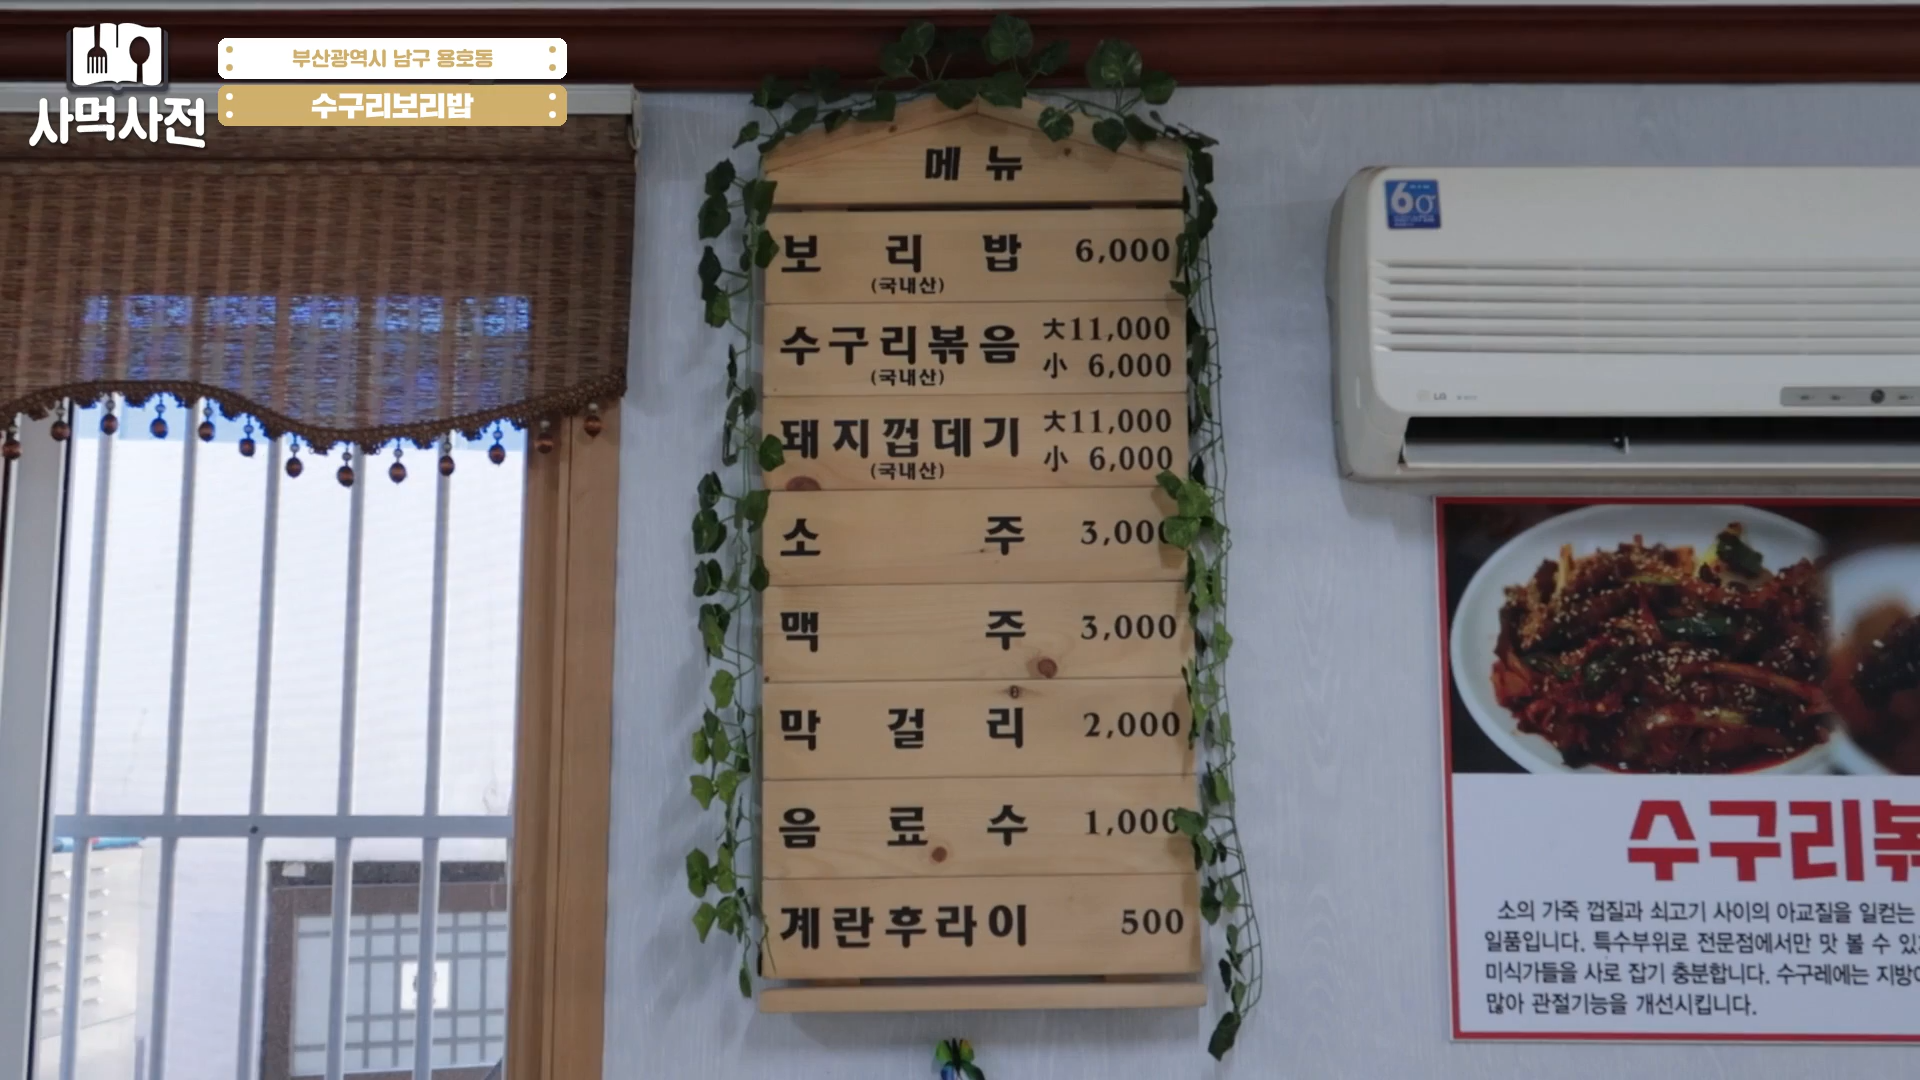 사먹사전
부산광역시 남구 용호동
수구리보리밥
메뉴
보리밥 6,000
(국내산)
수구리볶음 大11,000
小 6,000
(국내산)
돼지껍데기 大11,000
小 6,000
(국내산)
소주 3,000
맥주 3,000
막걸리 2,000
음료수 1,000
계란후라이 500
LG
수구리볶
소의 가죽 껍질과 쇠고기 사이의 아교질을 일컫는
일품입니다. 특수부위로 전문점에서만 맛 볼 수 있
미식가들을 사로 잡기 충분합니다. 수구레에는 지방이
많아 관절기능을 개선시킵니다.